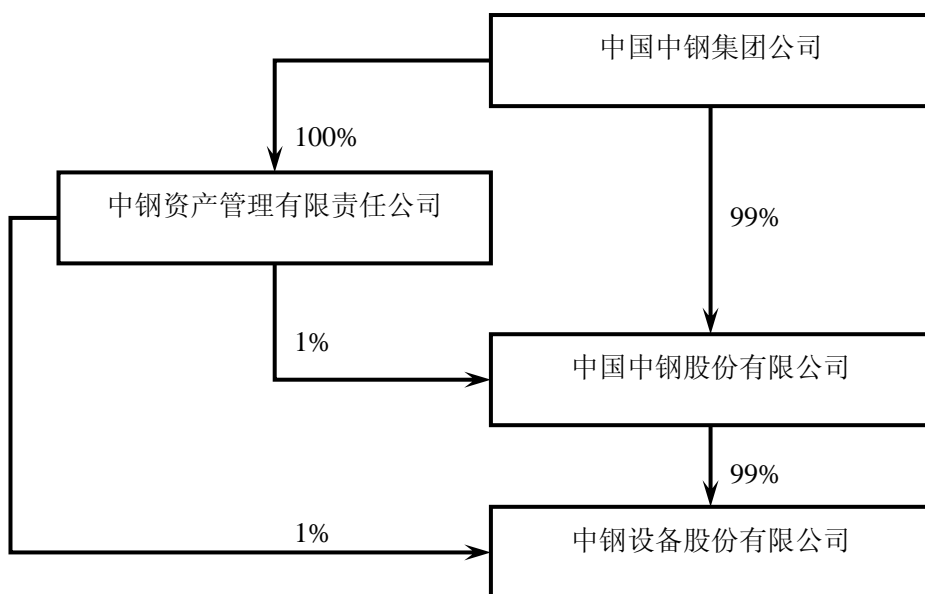 中国中钢集团公司
100%
中钢资产管理有限责任公司
99%
1%
中国中钢股份有限公司
99%
1%
中钢设备股份有限公司